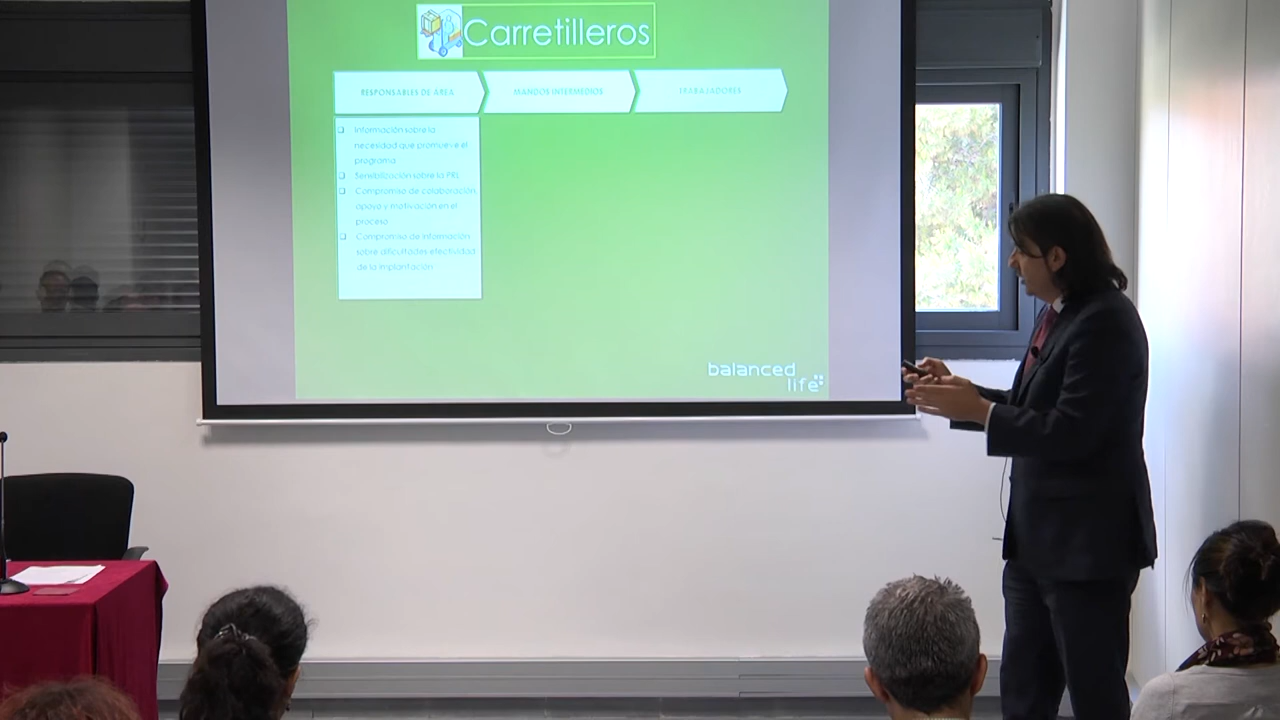 Carretilleros
RESPONSABLES DE AREA
MANDOS INTERMEDIOS
TRABAJADORES
Información sobre la
necesidad que promueve el
programa
Sensibilización sobre la PRL
Compromiso de colaboración,
apoyo y motivación en el
proceso
Compromiso de información
sobre dificultades efectividad
de la implantación
balanced
life